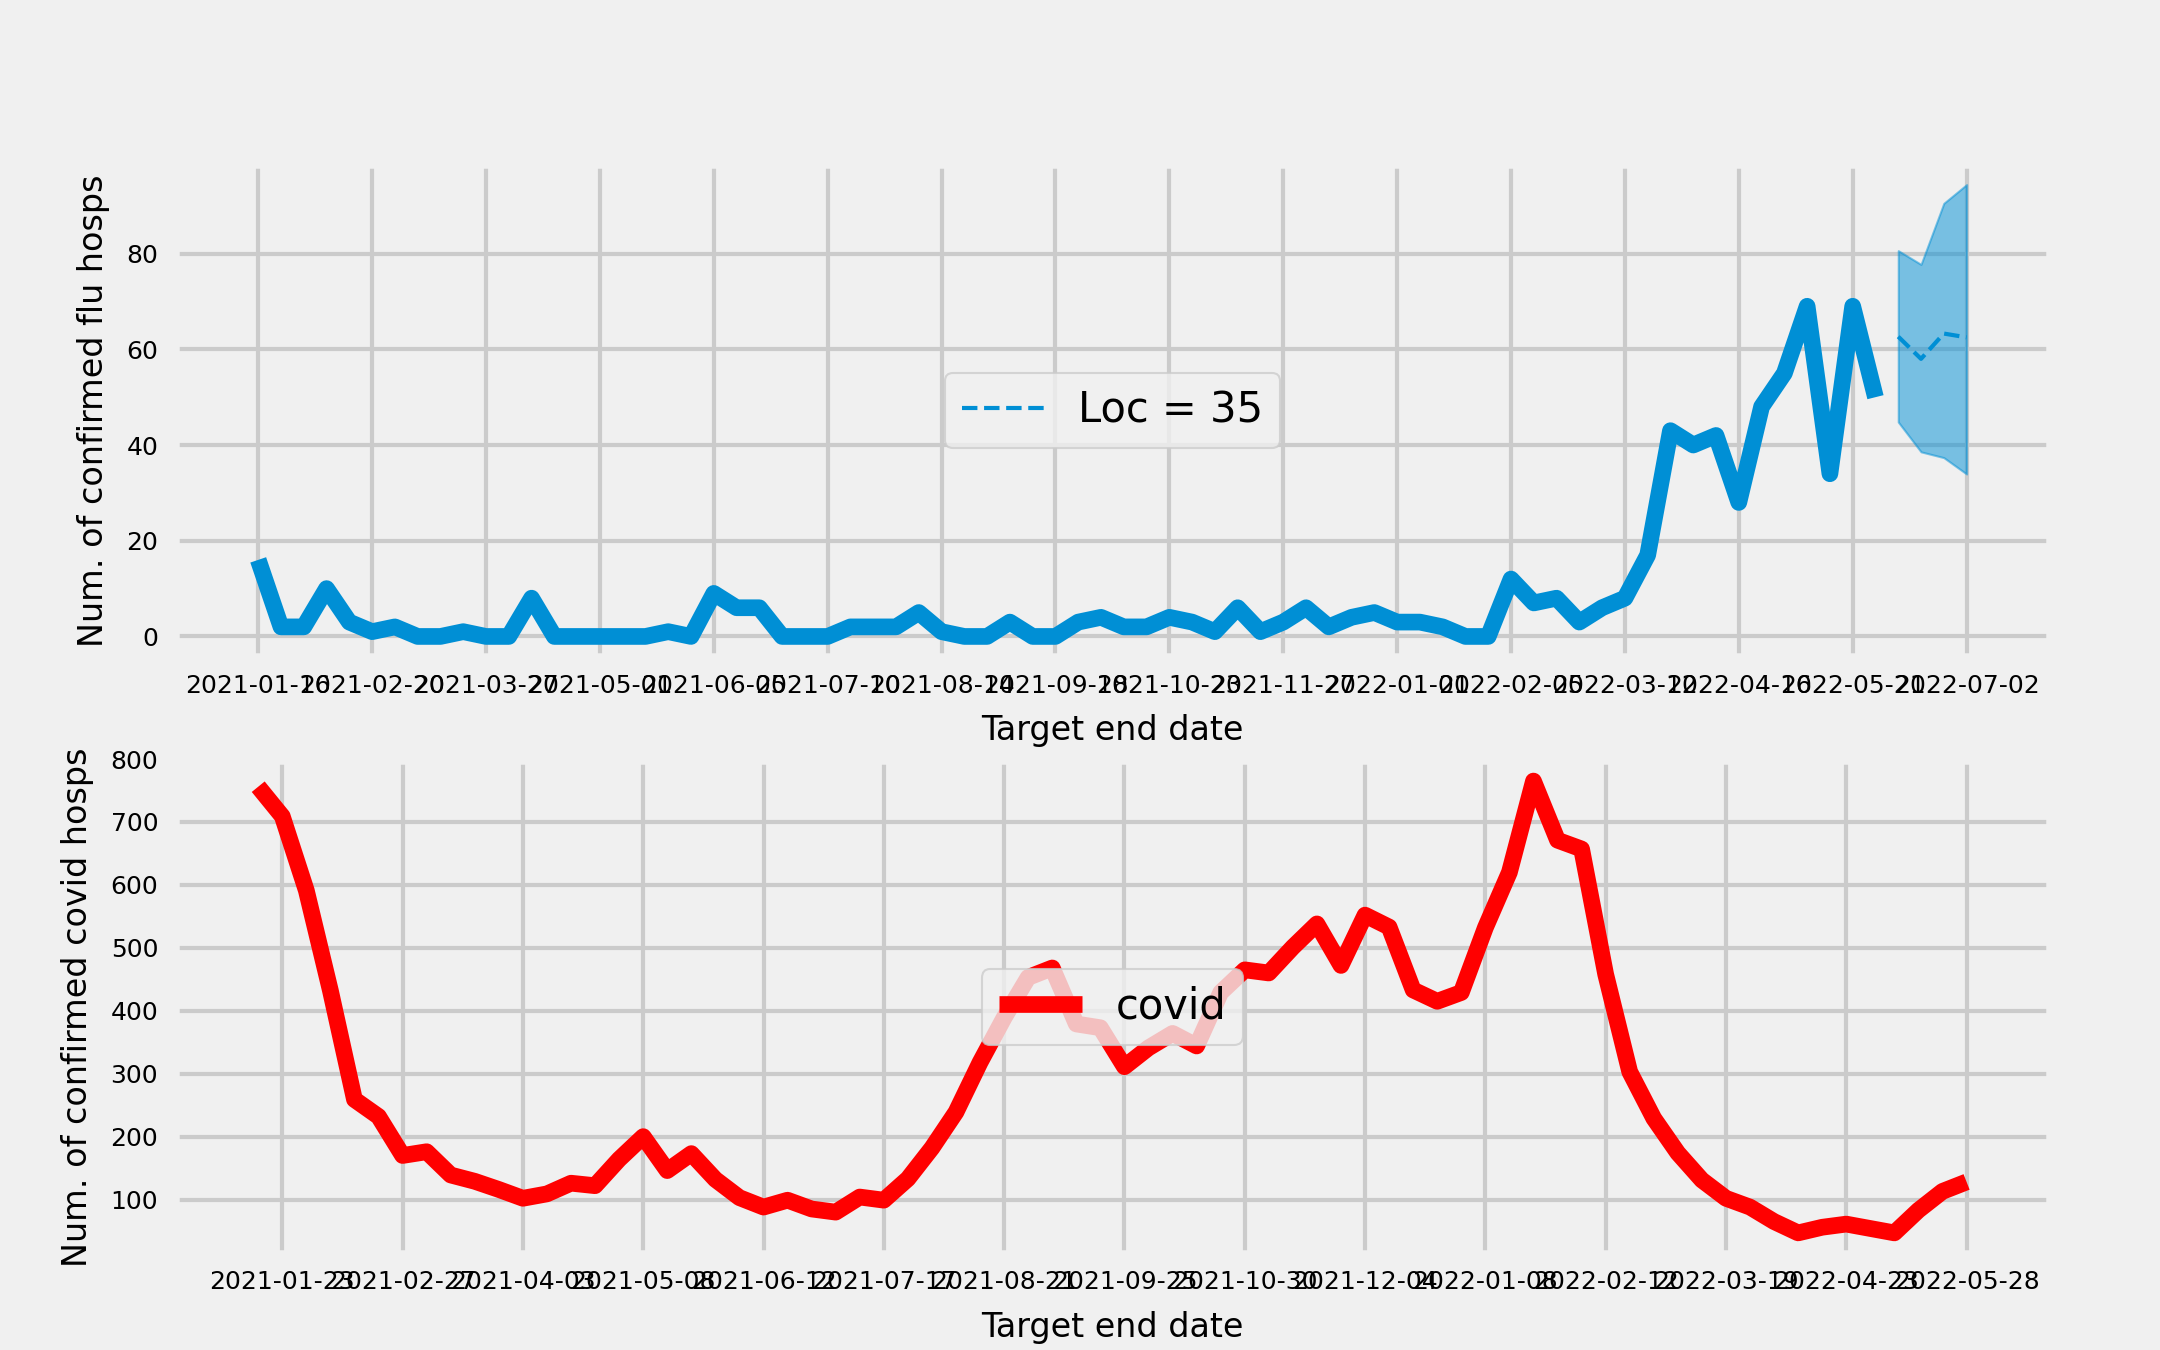 Num. of confirmed flu hosps
80
60
40
20
0
Loc = 35
2021-01-16 2021-02-20 2021-03-27 2021-05-01 2021-06-05 2021-07-10 2021-08-14 2021-09-18 2021-10-23 2021-11-27 2022-01-01 2022-02-05 2022-03-12 2022-04-16 2022-05-21 2022-07-02
Target end date
Num. of confirmed covid hosps
800
700
600
500
400
300
200
100
covid
2021-01-23 2021-02-27 2021-04-03 2021-05-08 2021-06-12 2021-07-17 2021-08-21 2021-09-25 2021-10-30 2021-12-04 2022-01-08 2022-02-12 2022-03-19 2022-04-23 2022-05-28
Target end date